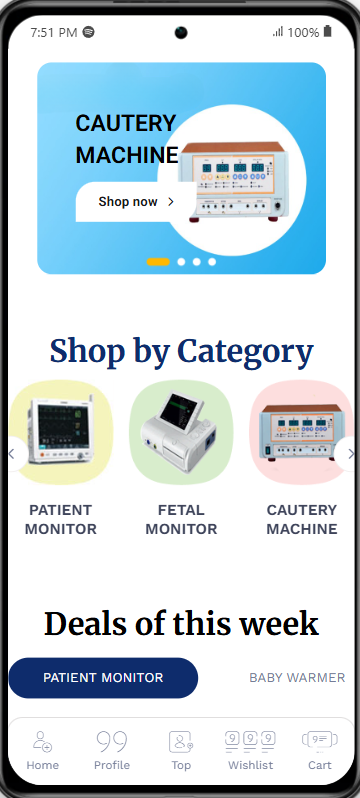 7:51 PM
100%
CAUTERY
MACHINE
Shop now
Shop by Category
PATIENT
MONITOR
FETAL
MONITOR
CAUTERY
MACHINE
Deals of this week
PATIENT MONITOR
BABY WARMER
Home
Profile
Top
Wishlist
Cart